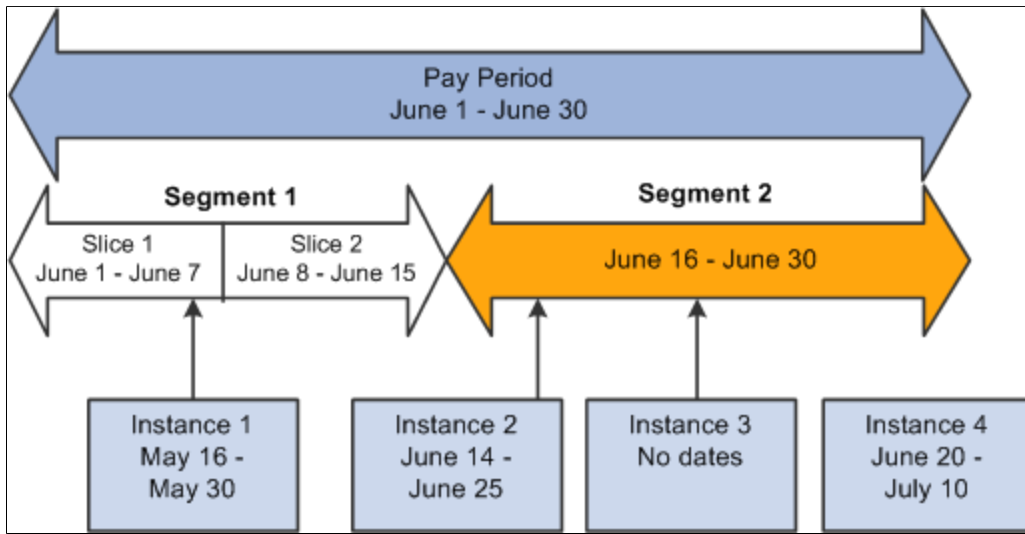 Pay Period
June 1 - June 30
Segment 1
Segment 2
Slice 1
June 1 - June 7
Slice 2
June 8 - June 15
June 16 - June 30
Instance 1
May 16 -
May 30
Instance 2
June 14 -
June 25
Instance 3
No dates
Instance 4
June 20 -
July 10